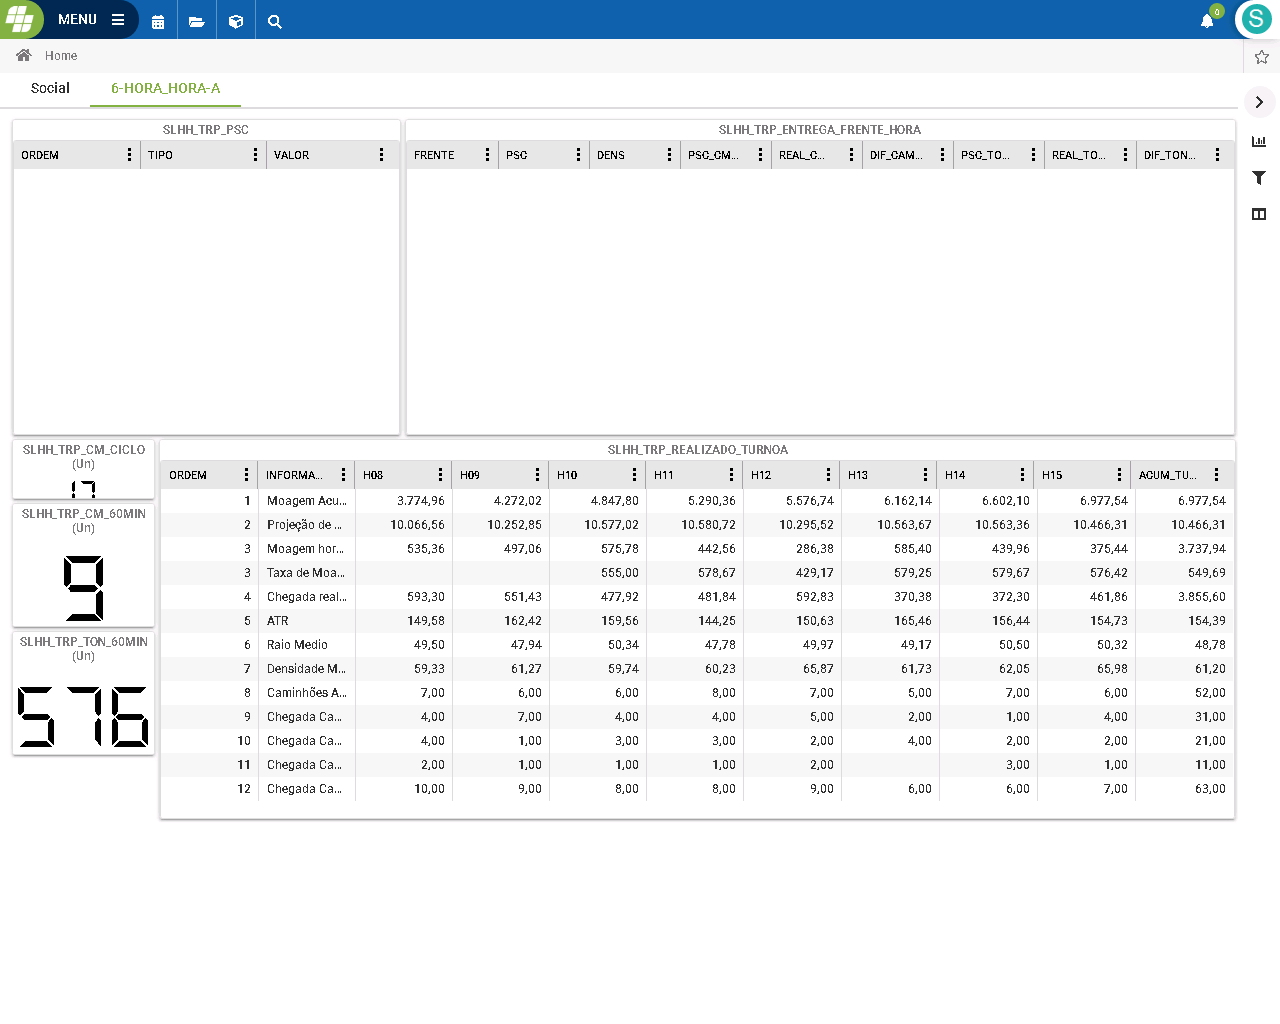 MENU
0
S
Home
Social 6-HORA_HORA-A
SLHH_TRP_PSC
ORDEM TIPO VALOR
SLHH_TRP_ENTREGA_FRENTE_HORA
FRENTE PSC DENS PSC_CM... REAL_C... DIF_CAM... PSC_TO... REAL_TO... DIF_TON...
SLHH_TRP_CM_CICLO
(Un)
17
SLHH_TRP_CM_60MIN
(Un)
9
SLHH_TRP_TON_60MIN
(Un)
576
SLHH_TRP_REALIZADO_TURNOA
ORDEM INFORMA... H08 H09 H10 H11 H12 H13 H14 H15 ACUM_TU...
1 Moagem Acu... 3.774,96 4.272,02 4.847,80 5.290,36 5.576,74 6.162,14 6.602,10 6.977,54 6.977,54
2 Projeção de ... 10.066,56 10.252,85 10.577,02 10.580,72 10.295,52 10.563,67 10.563,36 10.466,31 10.466,31
3 Moagem hor... 535,36 497,06 575,78 442,56 286,38 585,40 439,96 375,44 3.737,94
3 Taxa de Moa... 555,00 578,67 429,17 579,25 579,67 576,42 549,69
4 Chegada real... 593,30 551,43 477,92 481,84 592,83 370,38 372,30 461,86 3.855,60
5 ATR 149,58 162,42 159,56 144,25 150,63 165,46 156,44 154,73 154,39
6 Raio Medio 49,50 47,94 50,34 47,78 49,97 49,17 50,50 50,32 48,78
7 Densidade M... 59,33 61,27 59,74 60,23 65,87 61,73 62,05 65,98 61,20
8 Caminhões A... 7,00 6,00 6,00 8,00 7,00 5,00 7,00 6,00 52,00
9 Chegada Ca... 4,00 7,00 4,00 4,00 5,00 2,00 1,00 4,00 31,00
10 Chegada Ca... 4,00 1,00 3,00 3,00 2,00 4,00 2,00 2,00 21,00
11 Chegada Ca... 2,00 1,00 1,00 1,00 2,00 3,00 1,00 11,00
12 Chegada Ca... 10,00 9,00 8,00 8,00 9,00 6,00 6,00 7,00 63,00